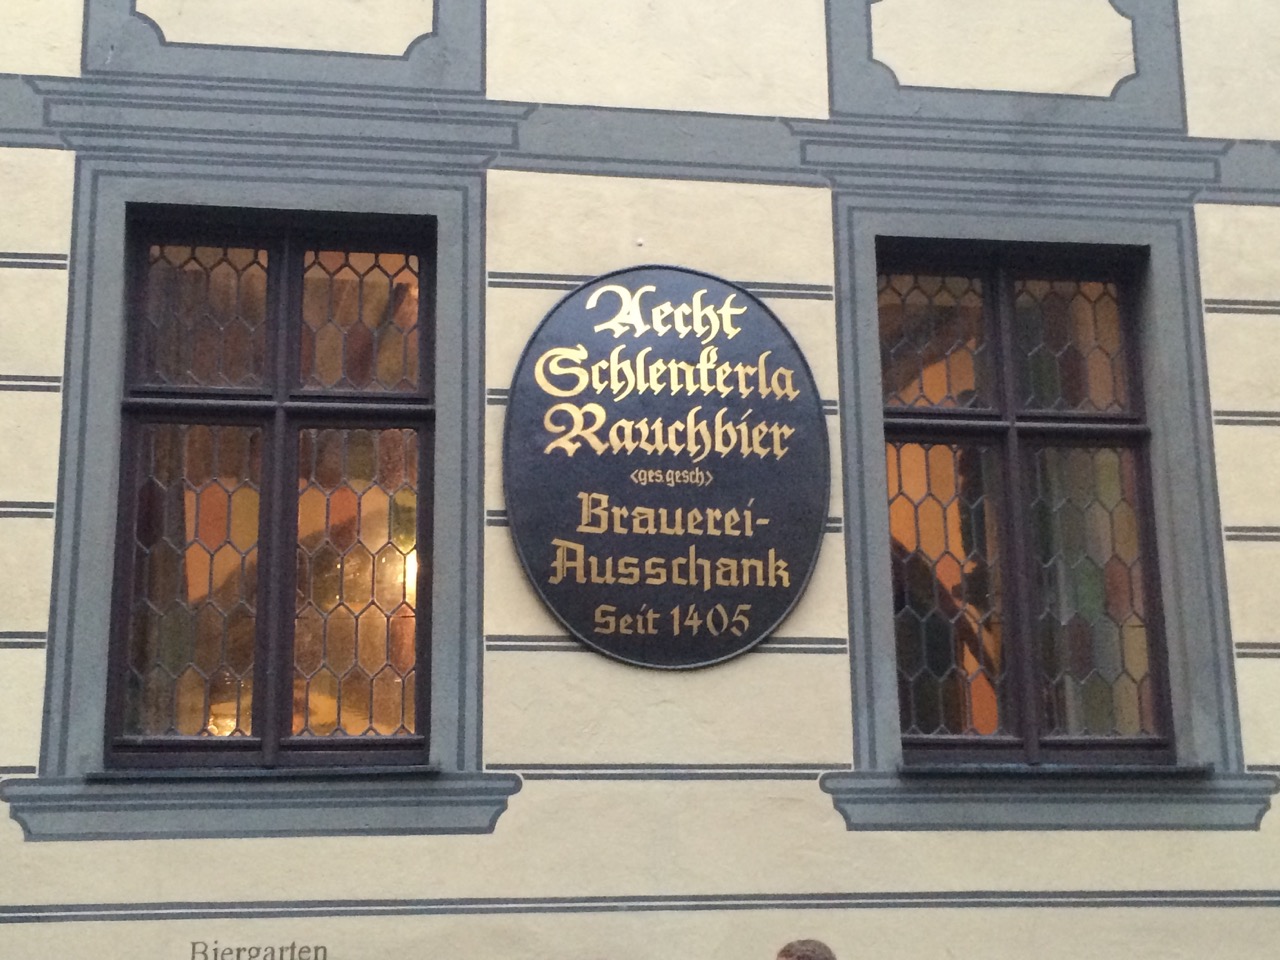 Aecht
Schlenkerla
Rauchbier
<ges.gesch>
Brauerei-
Ausschank
Seit 1405
Biergarten